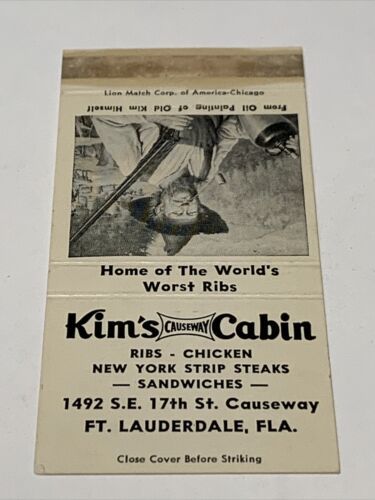 Lion Match Corp. of America-Chicago
From Oil Painting of Old Kim Himself
Home of The World's
Worst Ribs
Kim's CAUSEWAY Cabin
RIBS - CHICKEN
NEW YORK STRIP STEAKS
— SANDWICHES —
1492 S.E. 17th St. Causeway
FT. LAUDERDALE, FLA.
Close Cover Before Striking